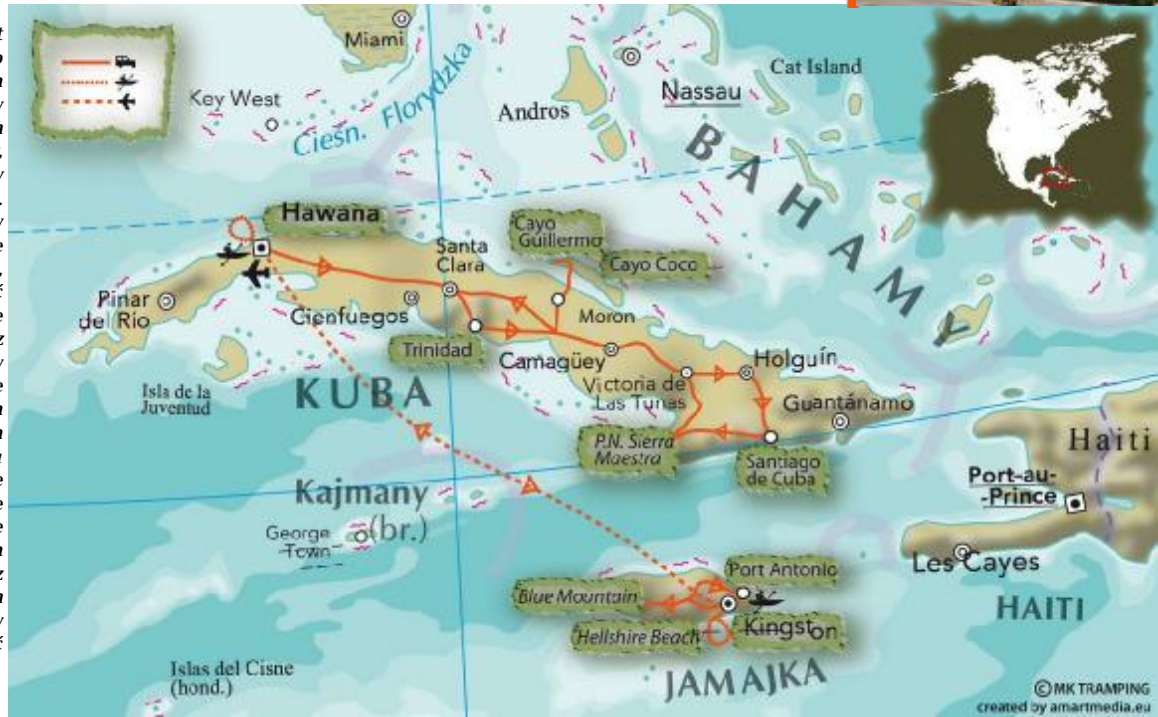 Miami
Key West
Ciesn. Florydzka
Andros
Nassau
Cat Island
BAHAMY
Hawana
Pinar
del Rio
Isla de la
Juventud
Cienfuegos
Santa
Clara
Trinidad
Cayo
Guillermo
Cayo Coco
Moron
Camagüey
Victoria de
Las Tunas
Holguín
Guantánamo
P.N. Sierra
Maestra
Santiago
de Cuba
KUBA
Kajmany
(br.)
George
Town
Haiti
Port-au-
-Prince
Les Cayes
HAITI
Port Antonio
Blue Mountain
Hellshire Beach
Kingston
JAMAJKA
Islas del Cisne
(hond.)
©MK TRAMPING
created by amartmedia.eu